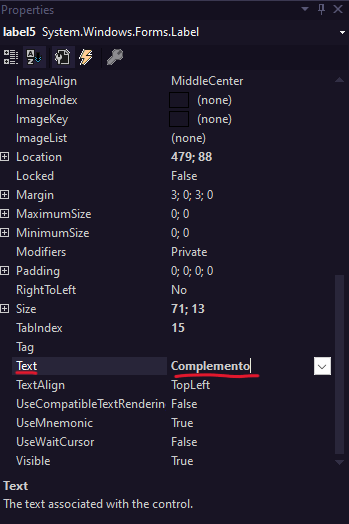 Properties
label5 System.Windows.Forms.Label
ImageAlign MiddleCenter
ImageIndex (none)
ImageKey (none)
ImageList (none)
Location 479; 88
Locked False
Margin 3; 0; 3; 0
MaximumSize 0; 0
MinimumSize 0; 0
Modifiers Private
Padding 0; 0; 0; 0
RightToLeft No
Size 71; 13
TabIndex 15
Tag
Text Complemento
TextAlign TopLeft
UseCompatibleTextRenderin False
UseMnemonic True
UseWaitCursor False
Visible True
Text
The text associated with the control.